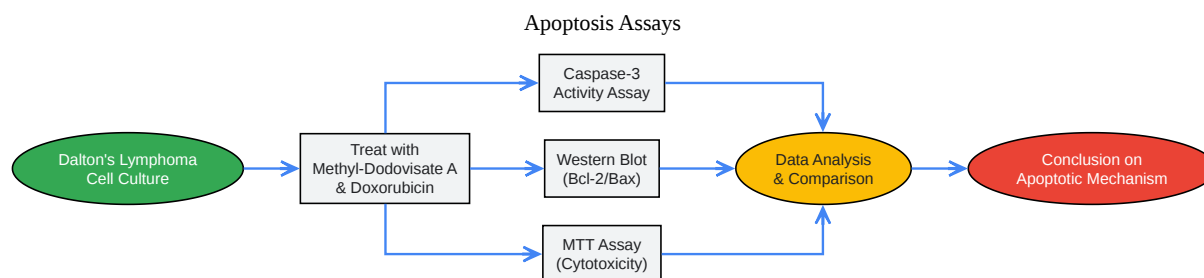 Apoptosis Assays
Dalton's Lymphoma
Cell Culture
Treat with
Methyl-Dodovisate A
& Doxorubicin
Caspase-3
Activity Assay
Western Blot
(Bcl-2/Bax)
MTT Assay
(Cytotoxicity)
Data Analysis
& Comparison
Conclusion on
Apoptotic Mechanism